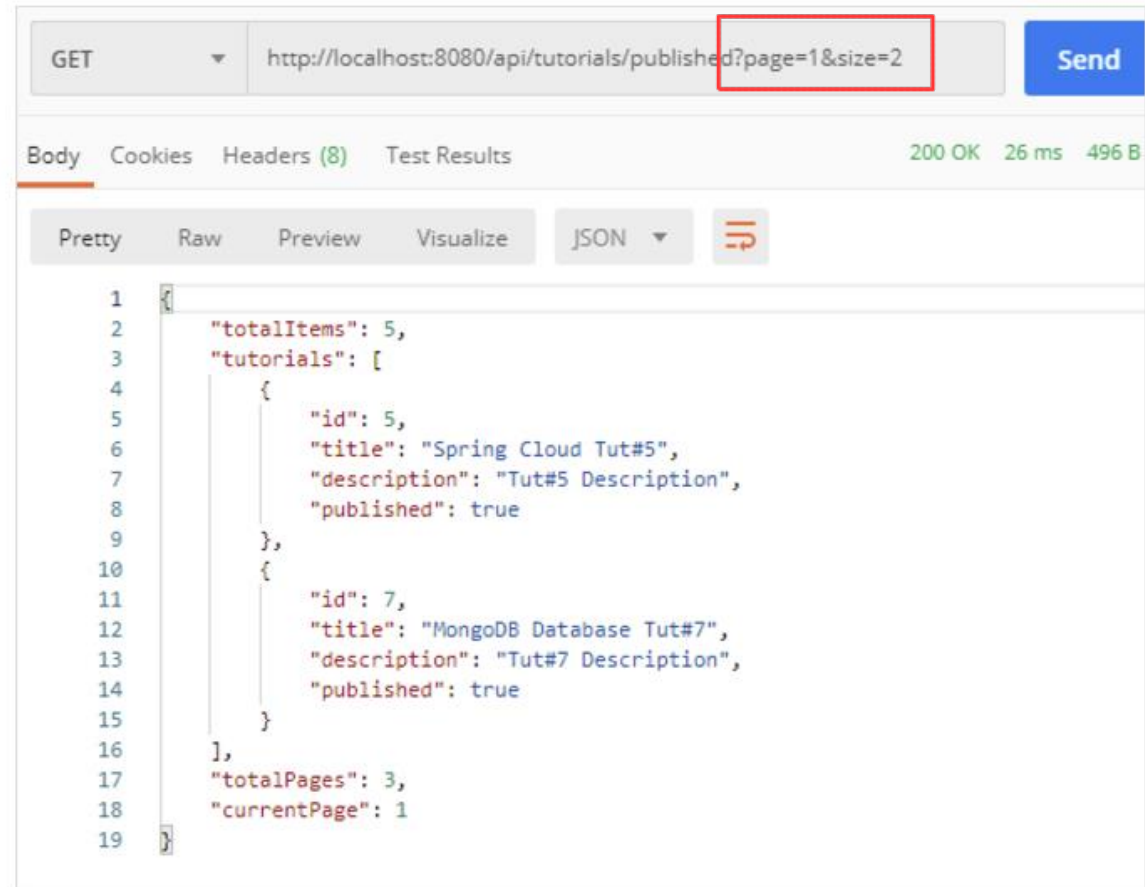 GET http://localhost:8080/api/tutorials/published?page=1&size=2 Send
Body Cookies Headers (8) Test Results 200 OK 26 ms 496 B
Pretty Raw Preview Visualize JSON
1 {
2 "totalItems": 5,
3 "tutorials": [
4 {
5 "id": 5,
6 "title": "Spring Cloud Tut#5",
7 "description": "Tut#5 Description",
8 "published": true
9 },
10 {
11 "id": 7,
12 "title": "MongoDB Database Tut#7",
13 "description": "Tut#7 Description",
14 "published": true
15 }
16 ],
17 "totalPages": 3,
18 "currentPage": 1
19 }